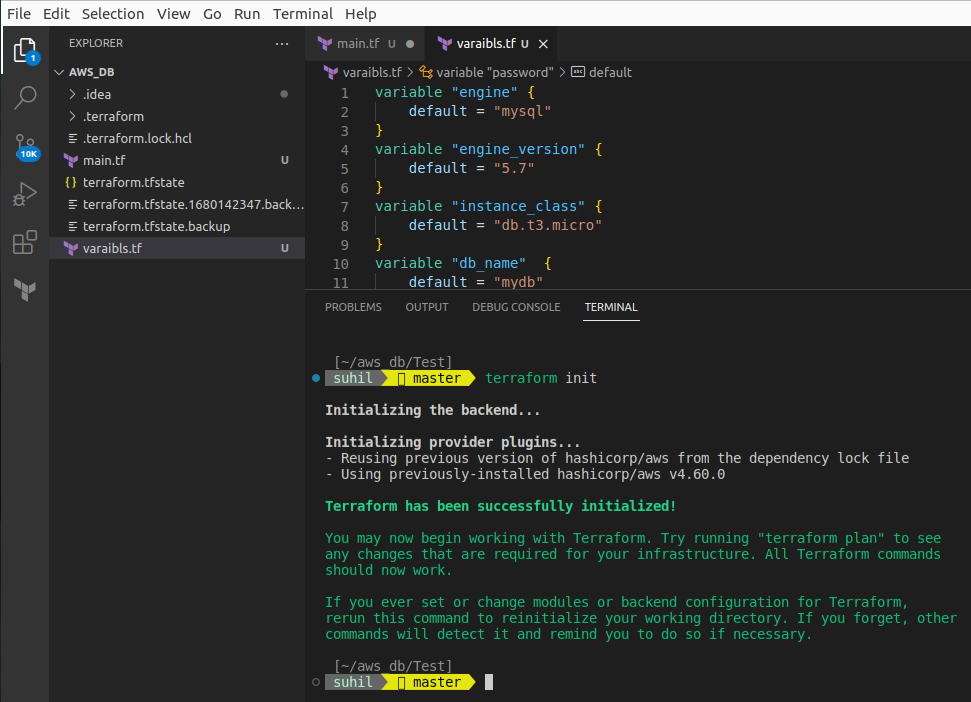 File Edit Selection View Go Run Terminal Help
EXPLORER
1
10K
AWS_DB
.idea
.terraform
.terraform.lock.hcl
main.tf U
terraform.tfstate
terraform.tfstate.1680142347.back...
terraform.tfstate.backup
varaibls.tf U
main.tf U varaibls.tf U
varaibls.tf > variable "password" > abc default
1 variable "engine" {
2 default = "mysql"
3 }
4 variable "engine_version" {
5 default = "5.7"
6 }
7 variable "instance_class" {
8 default = "db.t3.micro"
9 }
10 variable "db_name" {
11 default = "mydb"
PROBLEMS OUTPUT DEBUG CONSOLE TERMINAL
[~/aws_db/Test]
suhil master terraform init
Initializing the backend...
Initializing provider plugins...
- Reusing previous version of hashicorp/aws from the dependency lock file
- Using previously-installed hashicorp/aws v4.60.0
Terraform has been successfully initialized!
You may now begin working with Terraform. Try running "terraform plan" to see
any changes that are required for your infrastructure. All Terraform commands
should now work.
If you ever set or change modules or backend configuration for Terraform,
rerun this command to reinitialize your working directory. If you forget, other
commands will detect it and remind you to do so if necessary.
[~/aws_db/Test]
suhil master